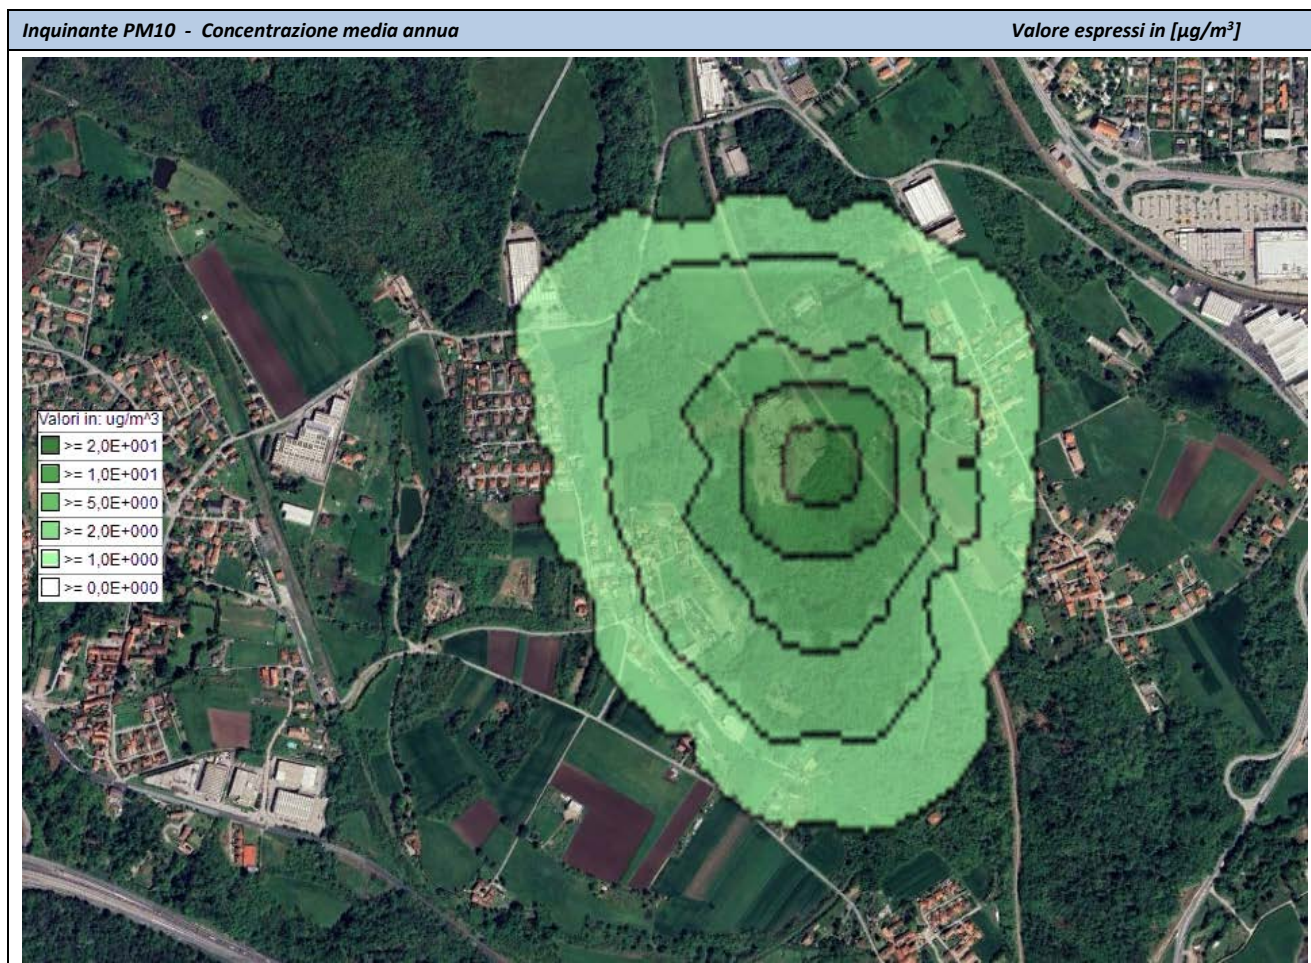 Inquinante PM10 - Concentrazione media annua Valore espressi in [µg/m³]
Valori in: ug/m^3
>= 2,0E+001
>= 1,0E+001
>= 5,0E+000
>= 2,0E+000
>= 1,0E+000
>= 0,0E+000